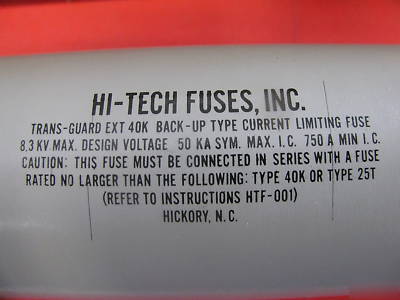 HI-TECH FUSES, INC.
TRANS-GUARD EXT 40K BACK-UP TYPE CURRENT LIMITING FUSE
8.3 KV MAX. DESIGN VOLTAGE 50 KA SYM. MAX. I.C. 750 A MIN I.C.
CAUTION: THIS FUSE MUST BE CONNECTED IN SERIES WITH A FUSE
RATED NO LARGER THAN THE FOLLOWING: TYPE 40K OR TYPE 25T
(REFER TO INSTRUCTIONS HTF-001)
HICKORY, N.C.